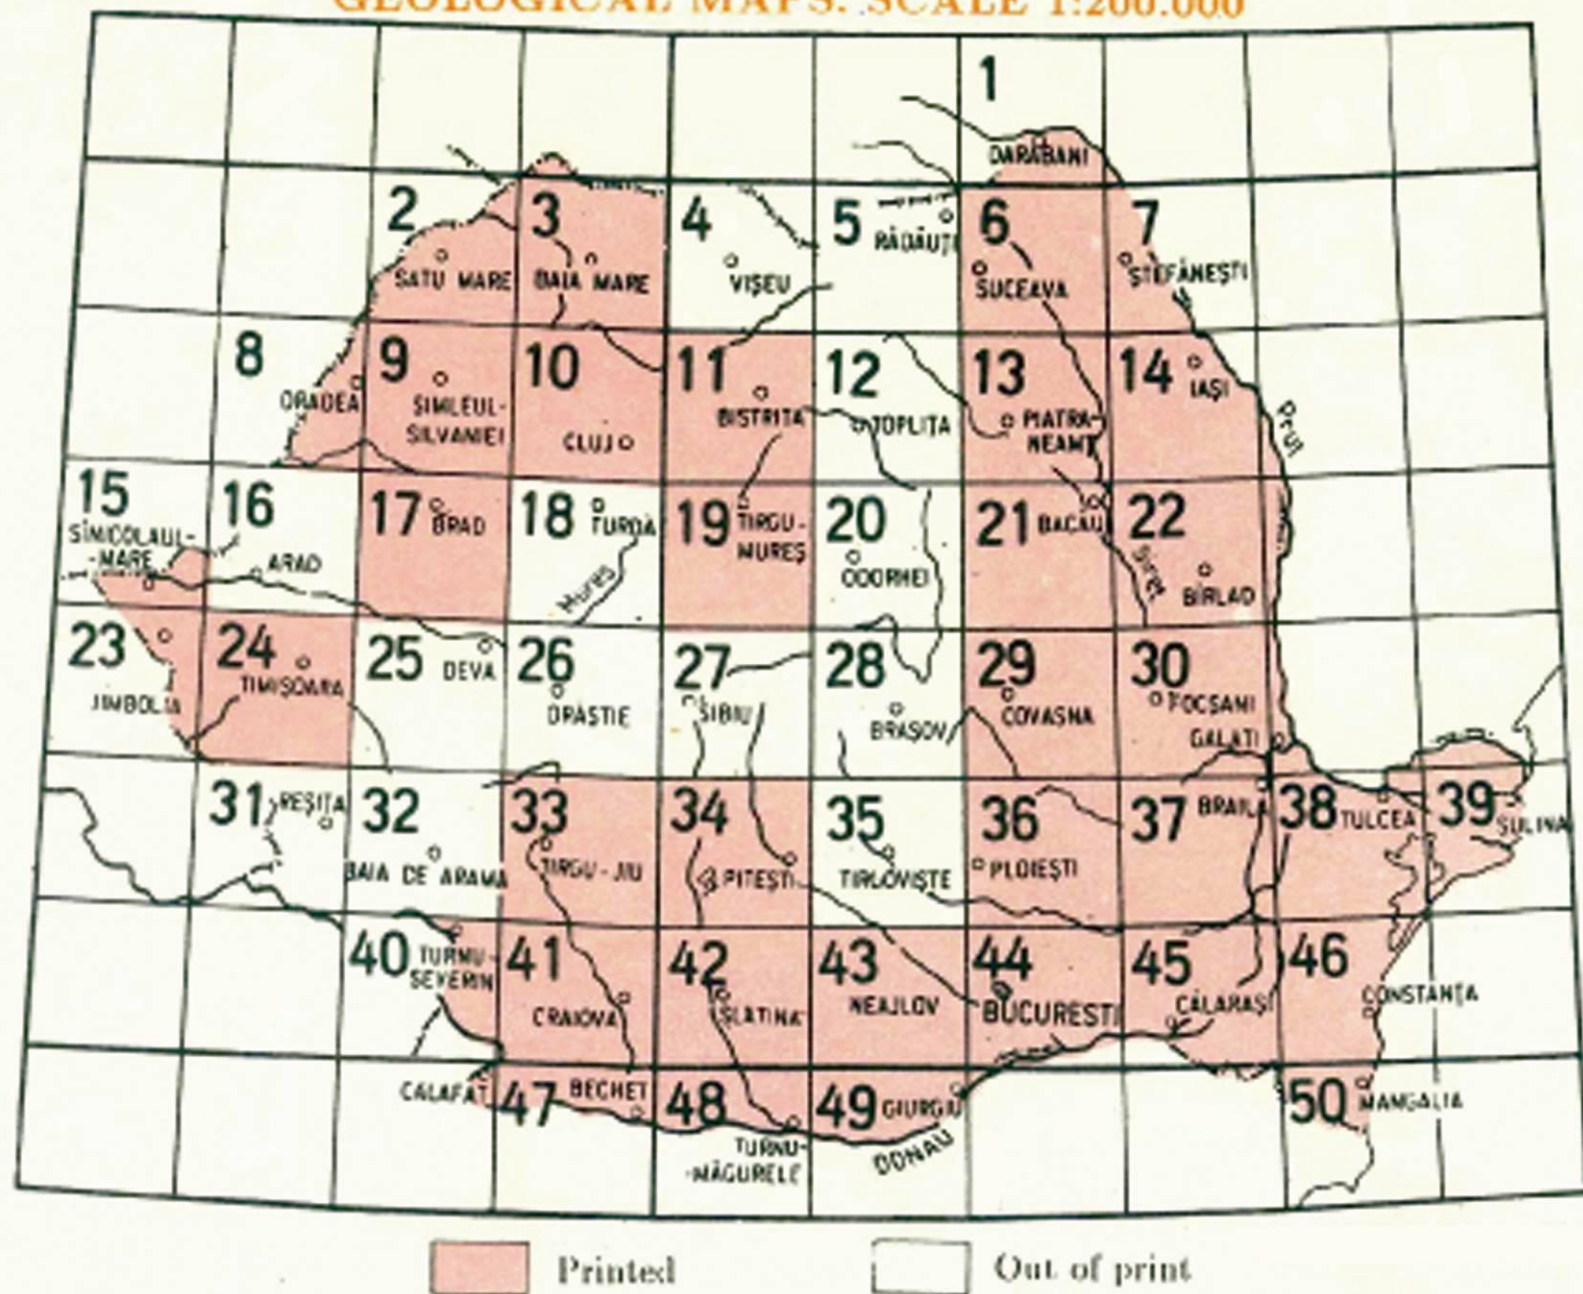 GEOLOGICAL MAPS. SCALE 1:200.000
1
DARABANI
2
SATU MARE
3
BAIA MARE
4
VIŞEU
5
RĂDĂUŢI
6
SUCEAVA
7
ŞTEFĂNEŞTI
8
ORADEA
9
ŞIMLEUL-
SILVANIEI
10
CLUJ
11
BISTRIŢA
12
TOPLIŢA
13
PIATRA-
NEAMŢ
14
IAŞI
Prut
15
SÎNICOLAUL-
-MARE
16
ARAD
17
BRAD
18
TURDA
Mureş
19
TIRGU-
MUREŞ
20
ODORHEI
21
BACĂU
Siret
22
BÎRLAD
23
JIMBOLIA
24
TIMIŞOARA
25
DEVA
26
ORĂSTIE
27
SIBIU
28
BRAŞOV
29
COVASNA
30
FOCŞANI
GALAŢI
31
REŞIŢA
32
BAIA DE ARAMA
33
TIRGU-JIU
34
PITEŞTI
35
TIRLOVIŞTE
36
PLOIEŞTI
37
BRAILA
38
TULCEA
39
SULINA
40
TURNU-
SEVERIN
41
CRAIOVA
42
SLATINA
43
NEAJLOV
44
BUCUREŞTI
45
CĂLĂRAŞI
46
CONSTANŢA
CALAFAT
47
BECHET
48
TURNU-
-MĂGURELE
49
GIURGIU
DONAU
50
MANGALIA
Printed
Out of print